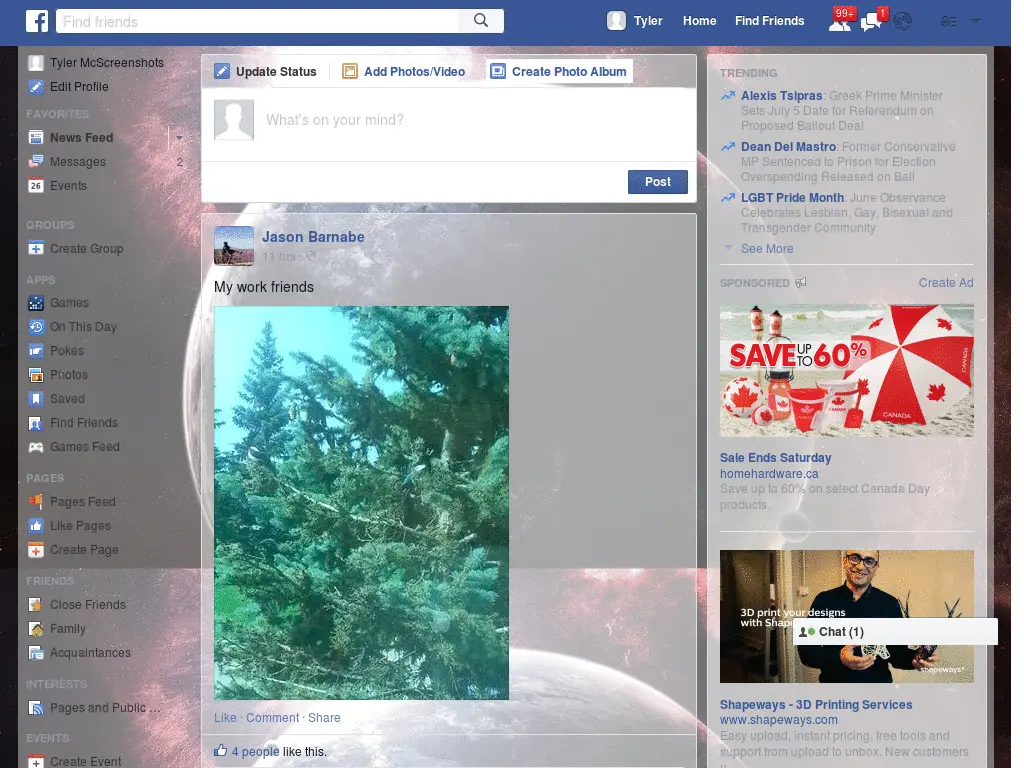 Find friends
Tyler
Home
Find Friends
99+
1
Tyler McScreenshots
Edit Profile
FAVORITES
News Feed
Messages
2
26
Events
GROUPS
Create Group
APPS
Games
On This Day
Pokes
Photos
Saved
Find Friends
Games Feed
PAGES
Pages Feed
Like Pages
Create Page
FRIENDS
Close Friends
Family
Acquaintances
INTERESTS
Pages and Public ...
EVENTS
Create Event
Update Status
Add Photos/Video
Create Photo Album
What's on your mind?
Post
Jason Barnabe
11 hrs ·
My work friends
Like · Comment · Share
4 people like this.
TRENDING
Alexis Tsipras: Greek Prime Minister
Sets July 5 Date for Referendum on
Proposed Bailout Deal
Dean Del Mastro: Former Conservative
MP Sentenced to Prison for Election
Overspending Released on Bail
LGBT Pride Month: June Observance
Celebrates Lesbian, Gay, Bisexual and
Transgender Community
See More
SPONSORED
Create Ad
SAVE UP TO 60%
CANADA
CANADA
Sale Ends Saturday
homehardware.ca
Save up to 60% on select Canada Day
products.
3D print your designs
with Shap
Chat (1)
shapeways*
Shapeways - 3D Printing Services
www.shapeways.com
Easy upload, instant pricing, free tools and
support from upload to unbox. New customers